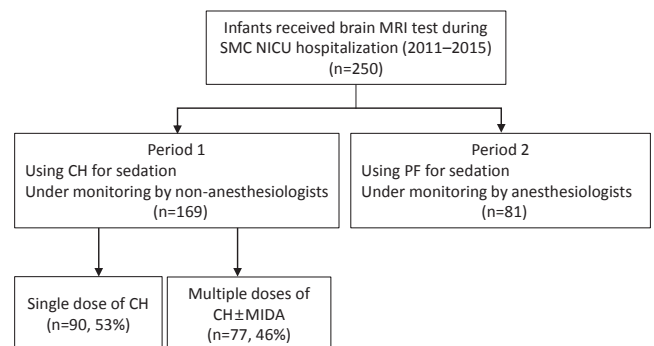 Infants received brain MRI test during
SMC NICU hospitalization (2011–2015)
(n=250)
Period 1
Using CH for sedation
Under monitoring by non-anesthesiologists
(n=169)
Period 2
Using PF for sedation
Under monitoring by anesthesiologists
(n=81)
Single dose of CH
(n=90, 53%)
Multiple doses of
CH±MIDA
(n=77, 46%)